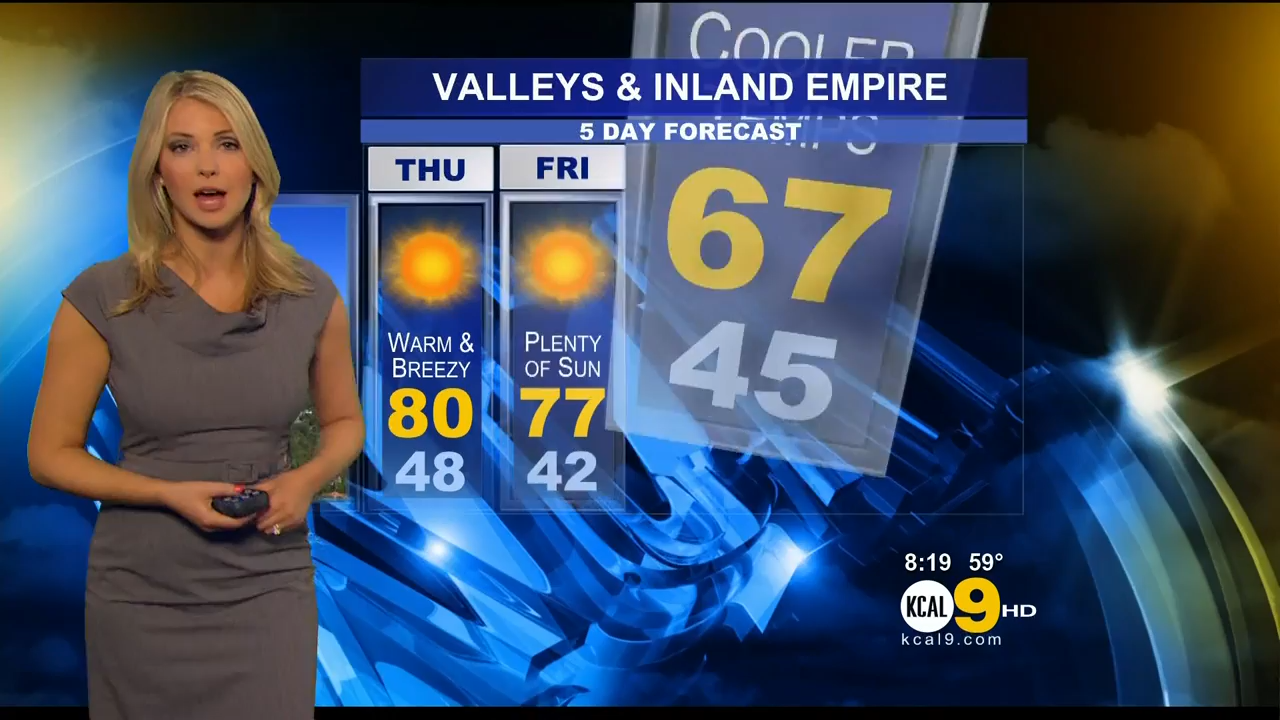 COOLER
TEMPS
67
45
VALLEYS & INLAND EMPIRE
5 DAY FORECAST
THU
WARM &
BREEZY
80
48
FRI
PLENTY
OF SUN
77
42
8:19 59°
KCAL 9 HD
kcal9.com